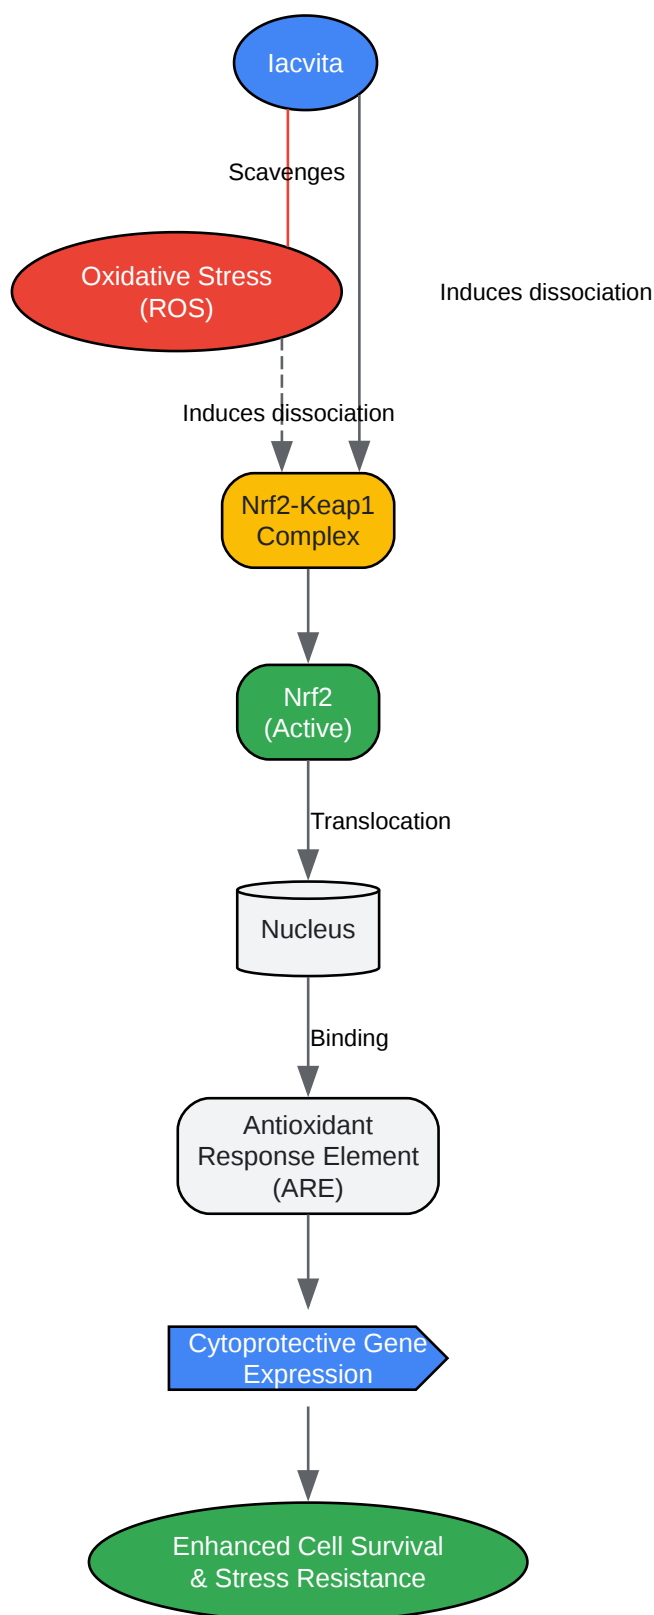 Iacvita
Scavenges
Oxidative Stress
(ROS)
Induces dissociation
Induces dissociation
Nrf2-Keap1
Complex
Nrf2
(Active)
Translocation
Nucleus
Binding
Antioxidant
Response Element
(ARE)
Cytoprotective Gene
Expression
Enhanced Cell Survival
& Stress Resistance